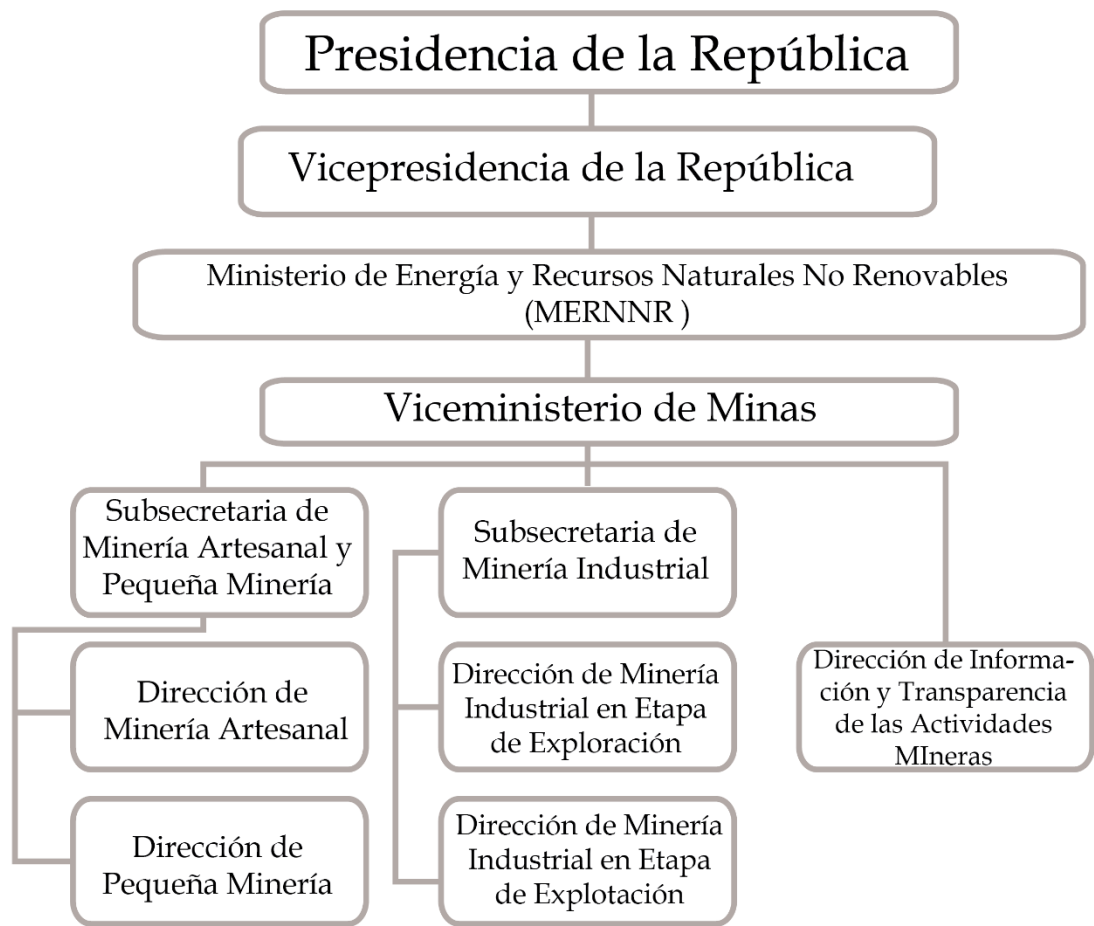 Presidencia de la República
Vicepresidencia de la República
Ministerio de Energía y Recursos Naturales No Renovables
(MERNNR )
Viceministerio de Minas
Subsecretaria de
Minería Artesanal y
Pequeña Minería
Dirección de
Minería Artesanal
Dirección de
Pequeña Minería
Subsecretaria de
Minería Industrial
Dirección de Minería
Industrial en Etapa
de Exploración
Dirección de Minería
Industrial en Etapa
de Explotación
Dirección de Informa-
ción y Transparencia
de las Actividades
MIneras